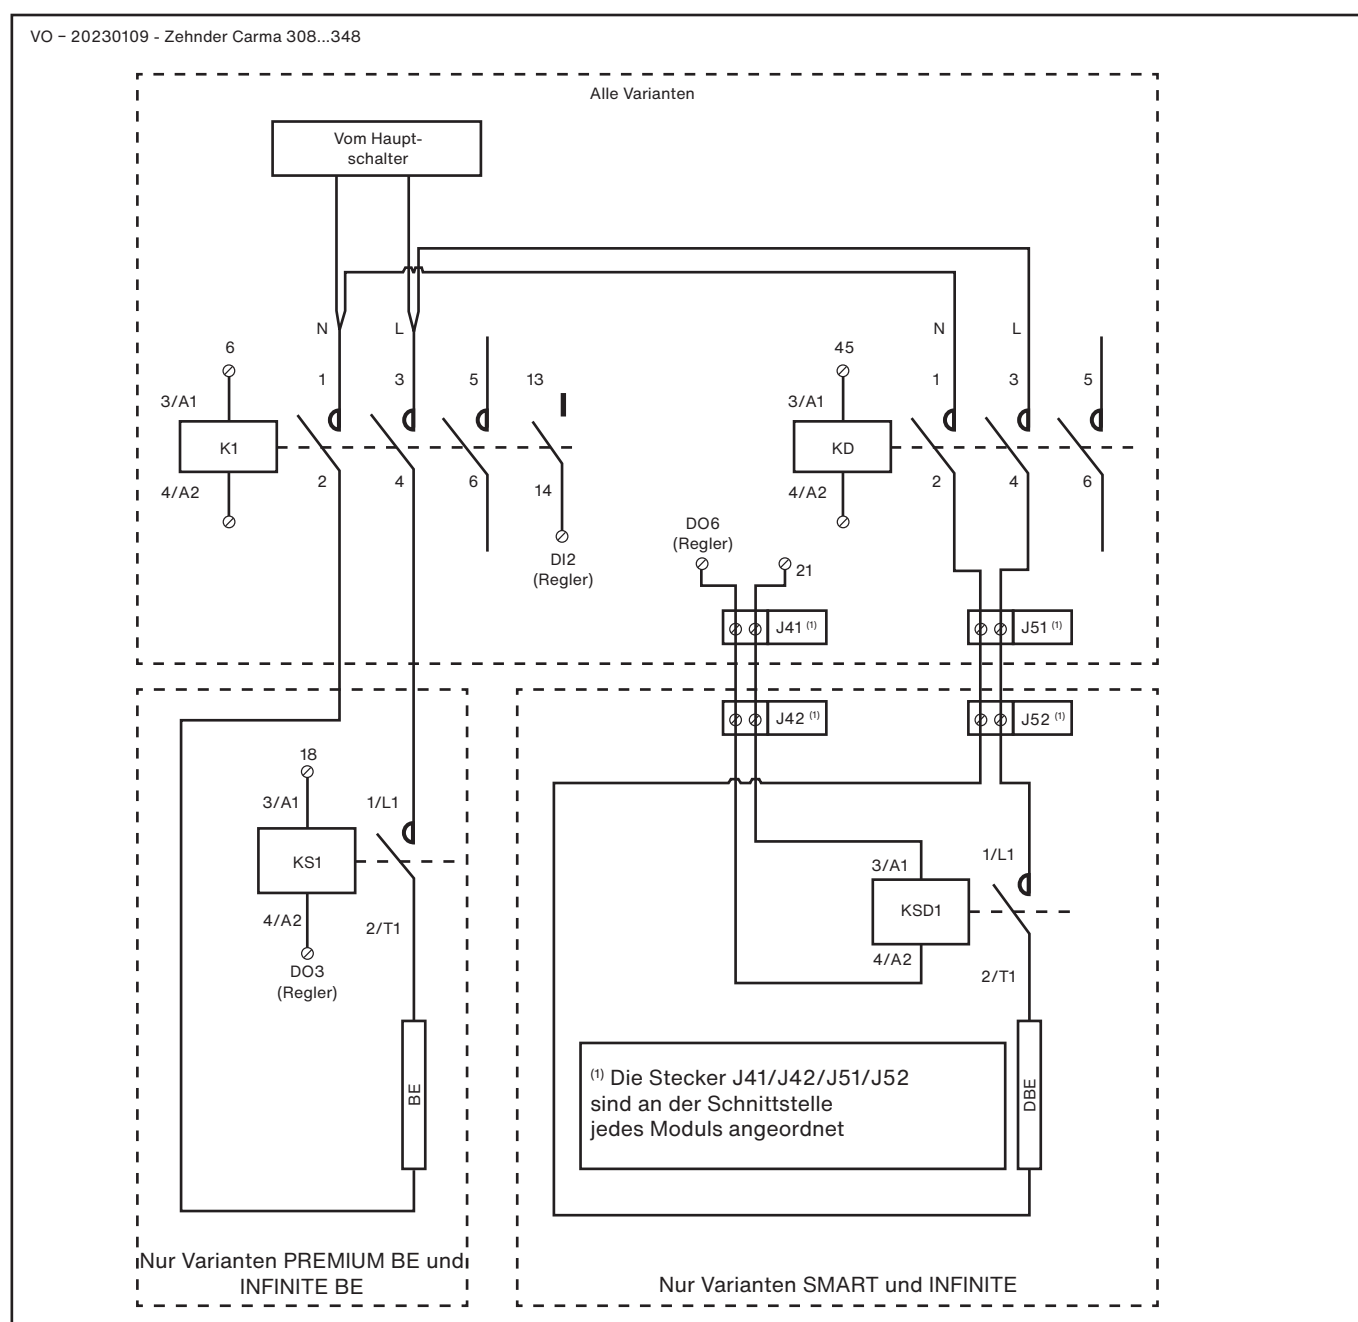 VO – 20230109 - Zehnder Carma 308...348
Alle Varianten
Vom Haupt-
schalter
N
L
N
L
6
1
3
5
13
45
1
3
5
3/A1
3/A1
K1
KD
4/A2
2
4
6
14
4/A2
2
4
6
DI2
(Regler)
DO6
(Regler)
21
J41 (1)
J51 (1)
J42 (1)
J52 (1)
18
3/A1
1/L1
KS1
4/A2
2/T1
DO3
(Regler)
BE
3/A1
1/L1
KSD1
4/A2
2/T1
DBE
(1) Die Stecker J41/J42/J51/J52
sind an der Schnittstelle
jedes Moduls angeordnet
Nur Varianten PREMIUM BE und
INFINITE BE
Nur Varianten SMART und INFINITE